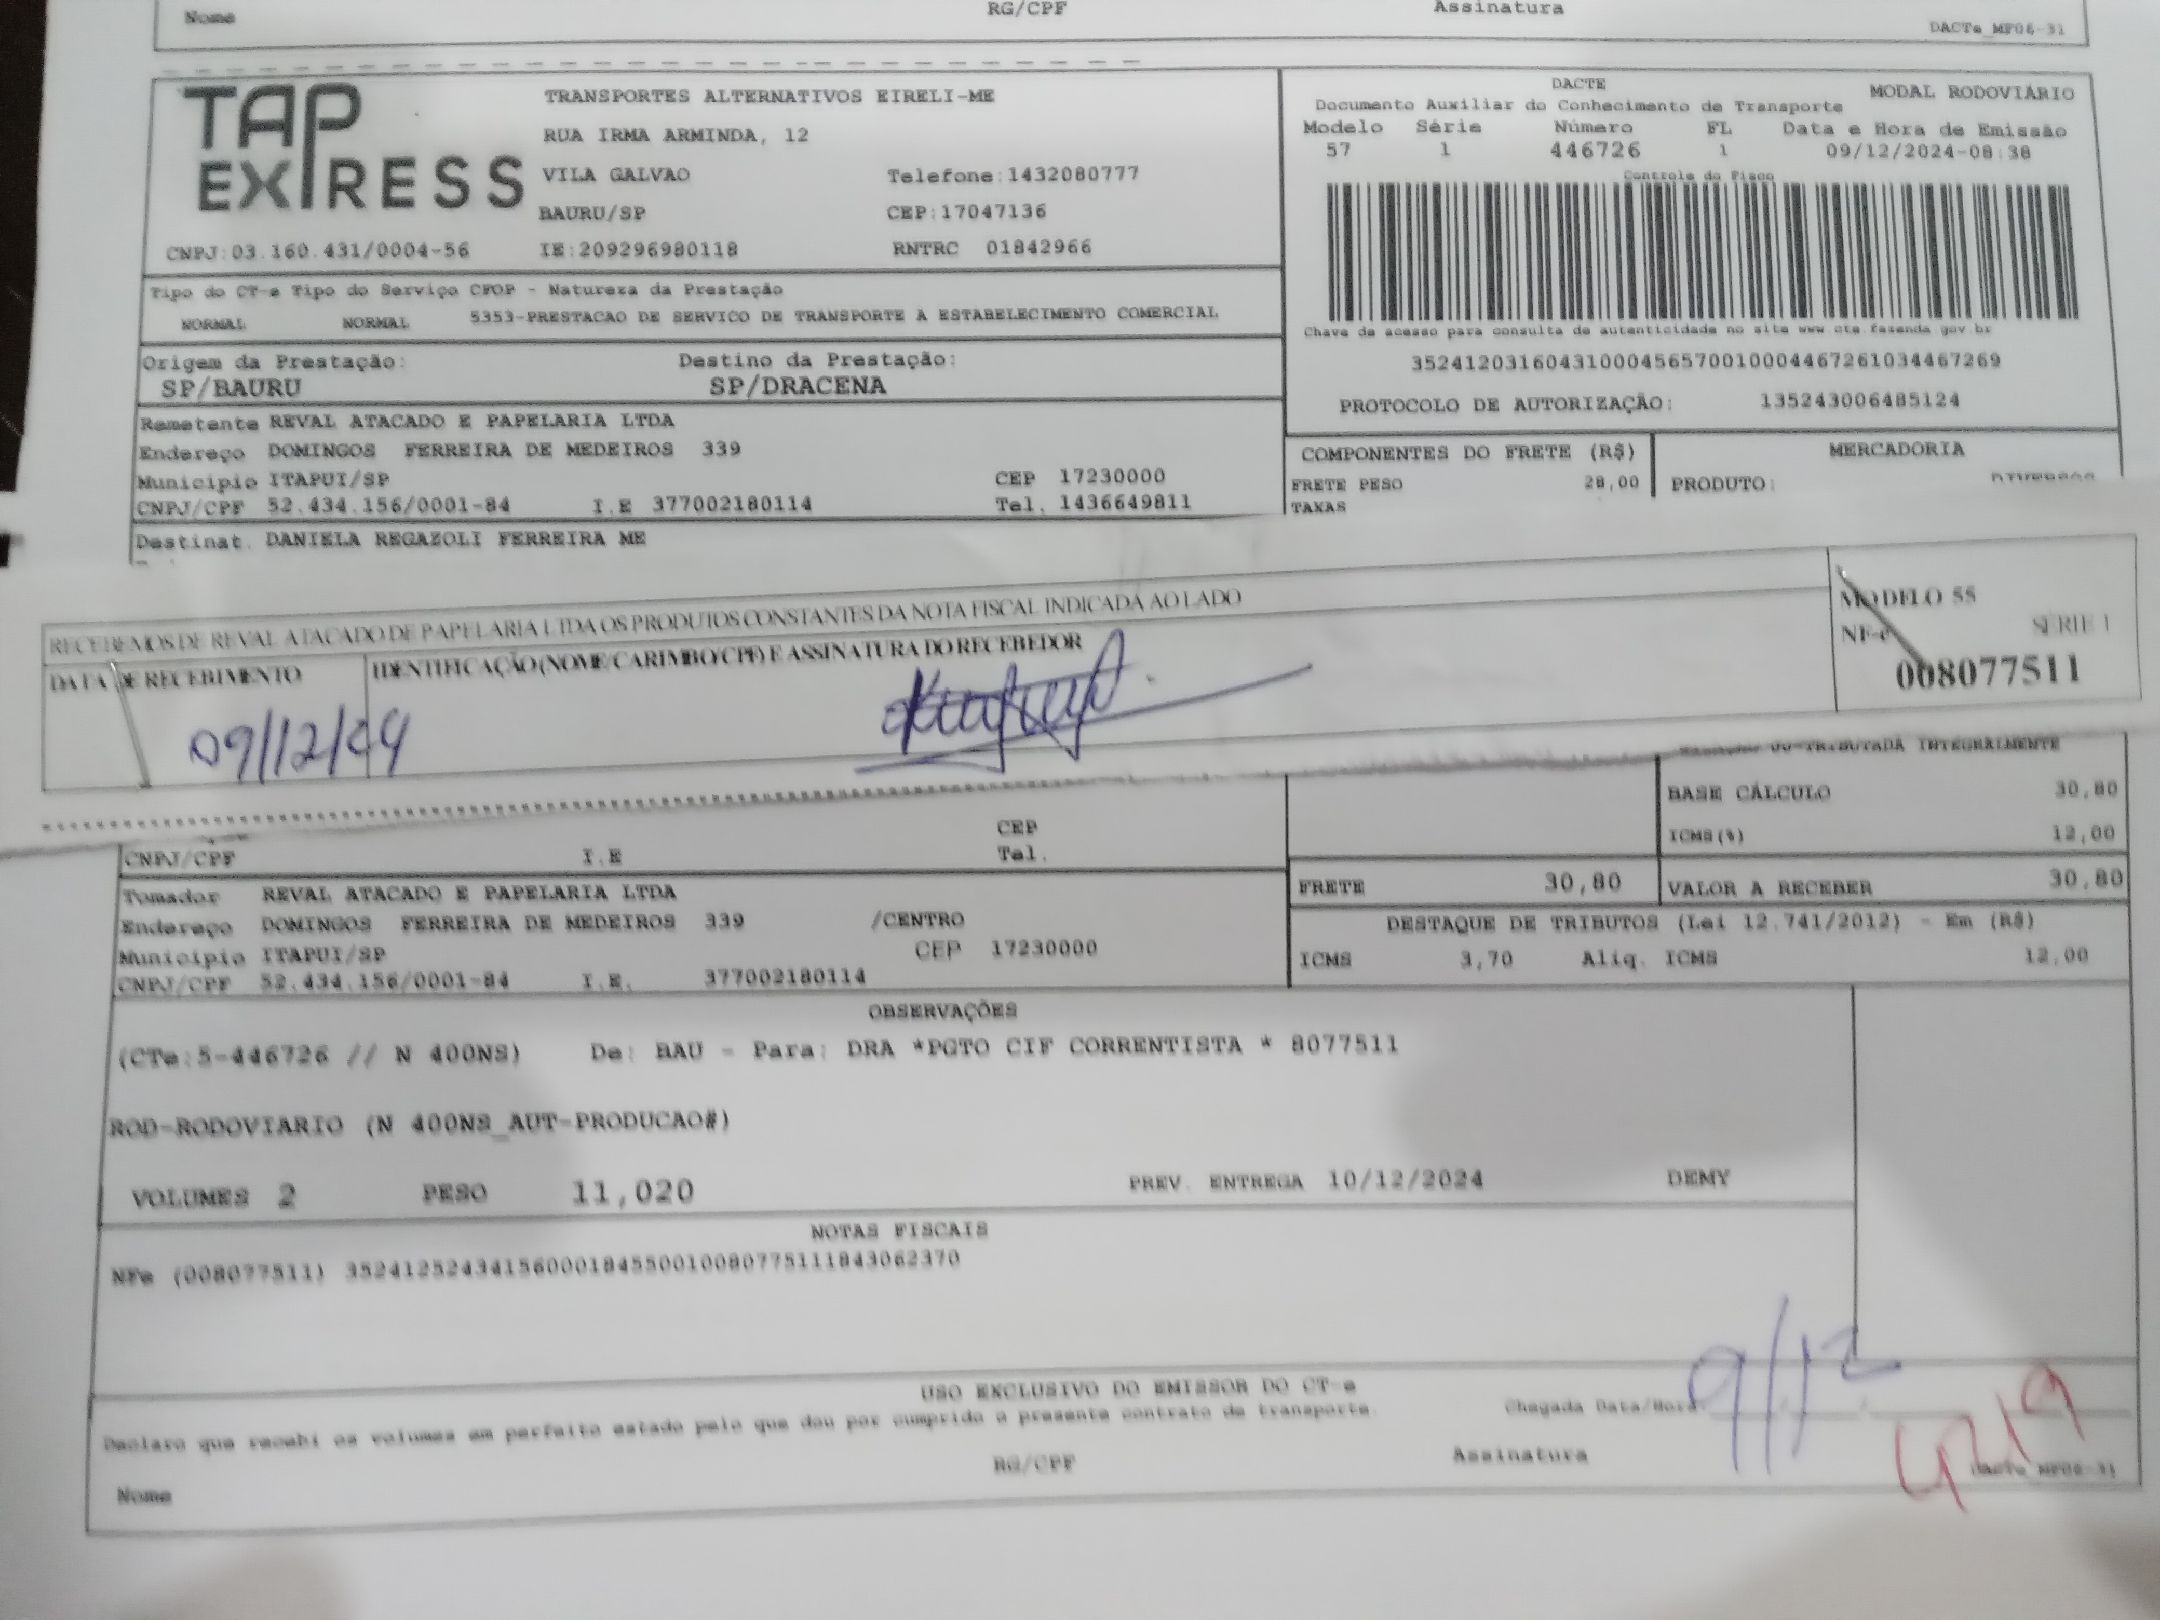 Nome RG/CPF Assinatura
DACTe_MF06-31
TAP EXPRESS
TRANSPORTES ALTERNATIVOS EIRELI-ME
RUA IRMA ARMINDA, 12
VILA GALVAO Telefone:1432080777
BAURU/SP CEP:17047136
CNPJ:03.160.431/0004-56 IE:209296980118 RNTRC 01842966
DACTE MODAL RODOVIÁRIO
Documento Auxiliar do Conhecimento de Transporte
Modelo Série Número FL Data e Hora de Emissão
57 1 446726 1 09/12/2024-08:38
Controle do Fisco
Chave de acesso para consulta de autenticidade no site www.cte.fazenda.gov.br
35241203160431000456570010004467261034467269
PROTOCOLO DE AUTORIZAÇÃO: 135243006485124
Tipo do CT-e Tipo do Serviço CFOP - Natureza da Prestação
NORMAL NORMAL 5353-PRESTACAO DE SERVICO DE TRANSPORTE A ESTABELECIMENTO COMERCIAL
Origem da Prestação: Destino da Prestação:
SP/BAURU SP/DRACENA
Remetente REVAL ATACADO E PAPELARIA LTDA
Endereço DOMINGOS FERREIRA DE MEDEIROS 339
Municipio ITAPUI/SP CEP 17230000
CNPJ/CPF 52.434.156/0001-84 I.E 377002180114 Tel. 1436649811
COMPONENTES DO FRETE (R$) MERCADORIA
FRETE PESO 28,00 PRODUTO:
TAXAS
Destinat. DANIELA REGAZOLI FERREIRA ME
RECEBEMOS DE REVAL ATACADO DE PAPELARIA LTDA OS PRODUTOS CONSTANTES DA NOTA FISCAL INDICADA AO LADO
DATA DE RECEBIMENTO IDENTIFICAÇÃO (NOME/CARIMBO/CPF) E ASSINATURA DO RECEBEDOR
MODELO 55
NF-e SÉRIE 1
008077511
09/12/24
TRIBUTADA INTEGRALMENTE
BASE CÁLCULO 30,80
ICMS(%) 12,00
CEP
CNPJ/CPF I.E Tel.
FRETE 30,80 VALOR A RECEBER 30,80
Tomador REVAL ATACADO E PAPELARIA LTDA
Endereço DOMINGOS FERREIRA DE MEDEIROS 339 /CENTRO
Municipio ITAPUI/SP CEP 17230000
CNPJ/CPF 52.434.156/0001-84 I.E. 377002180114
DESTAQUE DE TRIBUTOS (Lei 12.741/2012) - Em (R$)
ICMS 3,70 Aliq. ICMS 12,00
OBSERVAÇÕES
(CTe:5-446726 // N 400NS) De: BAU - Para: DRA *PGTO CIF CORRENTISTA * 8077511
ROD-RODOVIARIO (N 400NS_AUT-PRODUCAO#)
VOLUMES 2 PESO 11,020 PREV. ENTREGA 10/12/2024 DEMY
NOTAS FISCAIS
NFe (008077511) 35241252434156000184550010080775111843062370
USO EXCLUSIVO DO EMISSOR DO CT-e
Declaro que recebi os volumes em perfeito estado pelo que dou por cumprido o presente contrato de transporte. Chegada Data/Hora:
9/12
RG/CPF Assinatura
DACTe_MF06-31
Nome